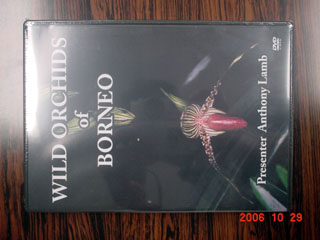 WILD ORCHIDS
of
BORNEO
DVD
Presenter Anthony Lamb
2006 10 29